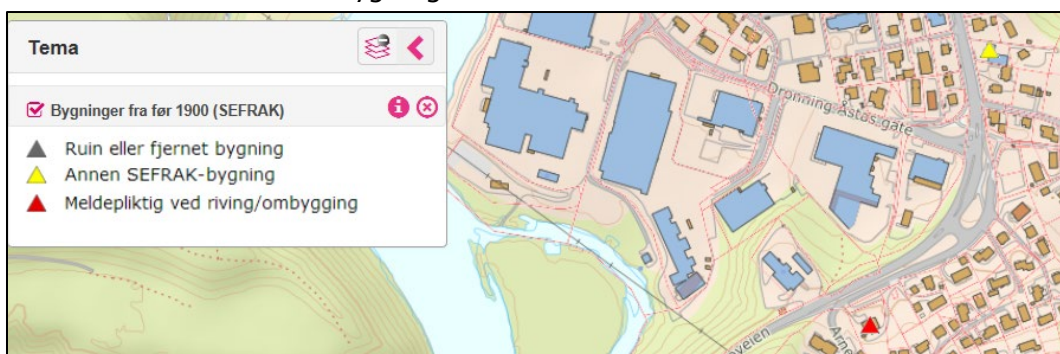 Tema
Bygninger fra før 1900 (SEFRAK)
Ruin eller fjernet bygning
Annen SEFRAK-bygning
Meldepliktig ved riving/ombygging
Dronning Åstas gate